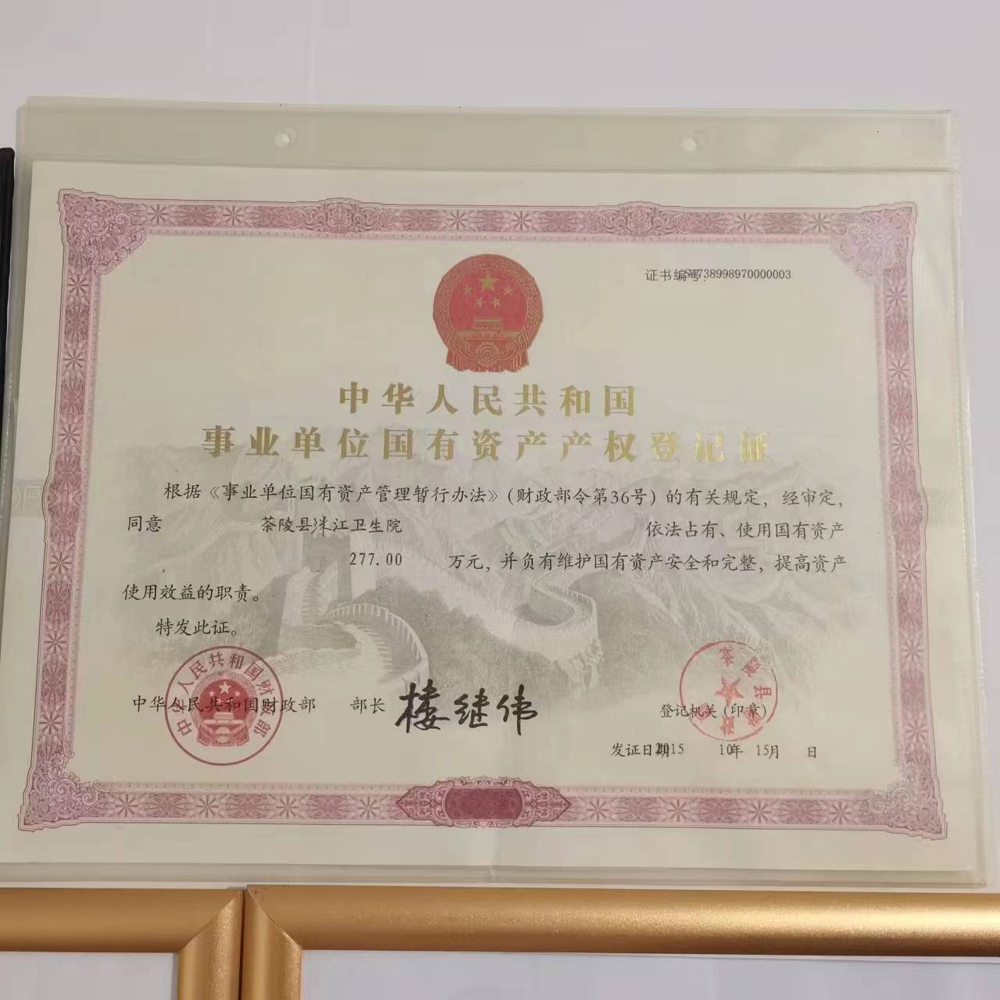 证书编号:738998970000003
中华人民共和国
事业单位国有资产产权登记证
根据《事业单位国有资产管理暂行办法》(财政部令第36号)的有关规定，经审定，
同意 茶陵县洣江卫生院 依法占有、使用国有资产
277.00 万元，并负有维护国有资产安全和完整，提高资产
使用效益的职责。
特发此证。
中华人民共和国财政部
中华人民共和国财政部 部长 楼继伟
茶陵县
登记机关(印章)
发证日期2015 10年 15月 日